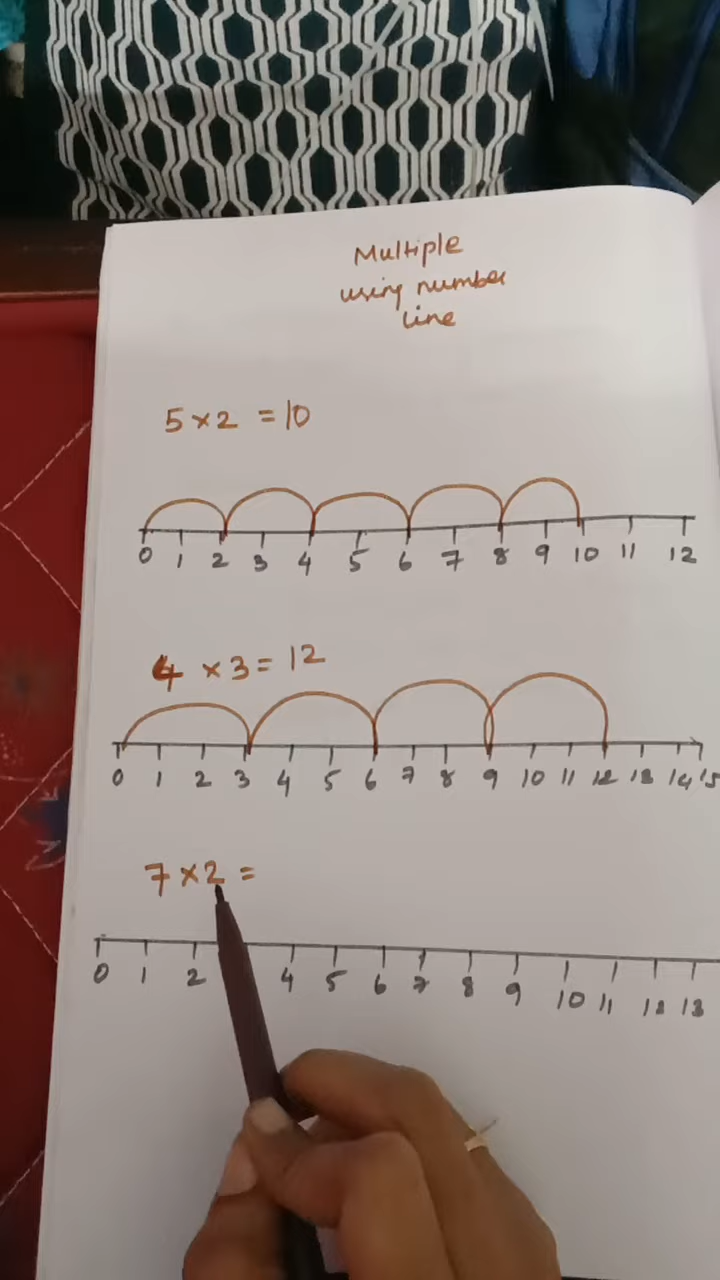 Multiple
using number
line
5 × 2 = 10
0 1 2 3 4 5 6 7 8 9 10 11 12
4 × 3 = 12
0 1 2 3 4 5 6 7 8 9 10 11 12 13 14 15
7 × 2 =
0 1 2 4 5 6 7 8 9 10 11 12 13